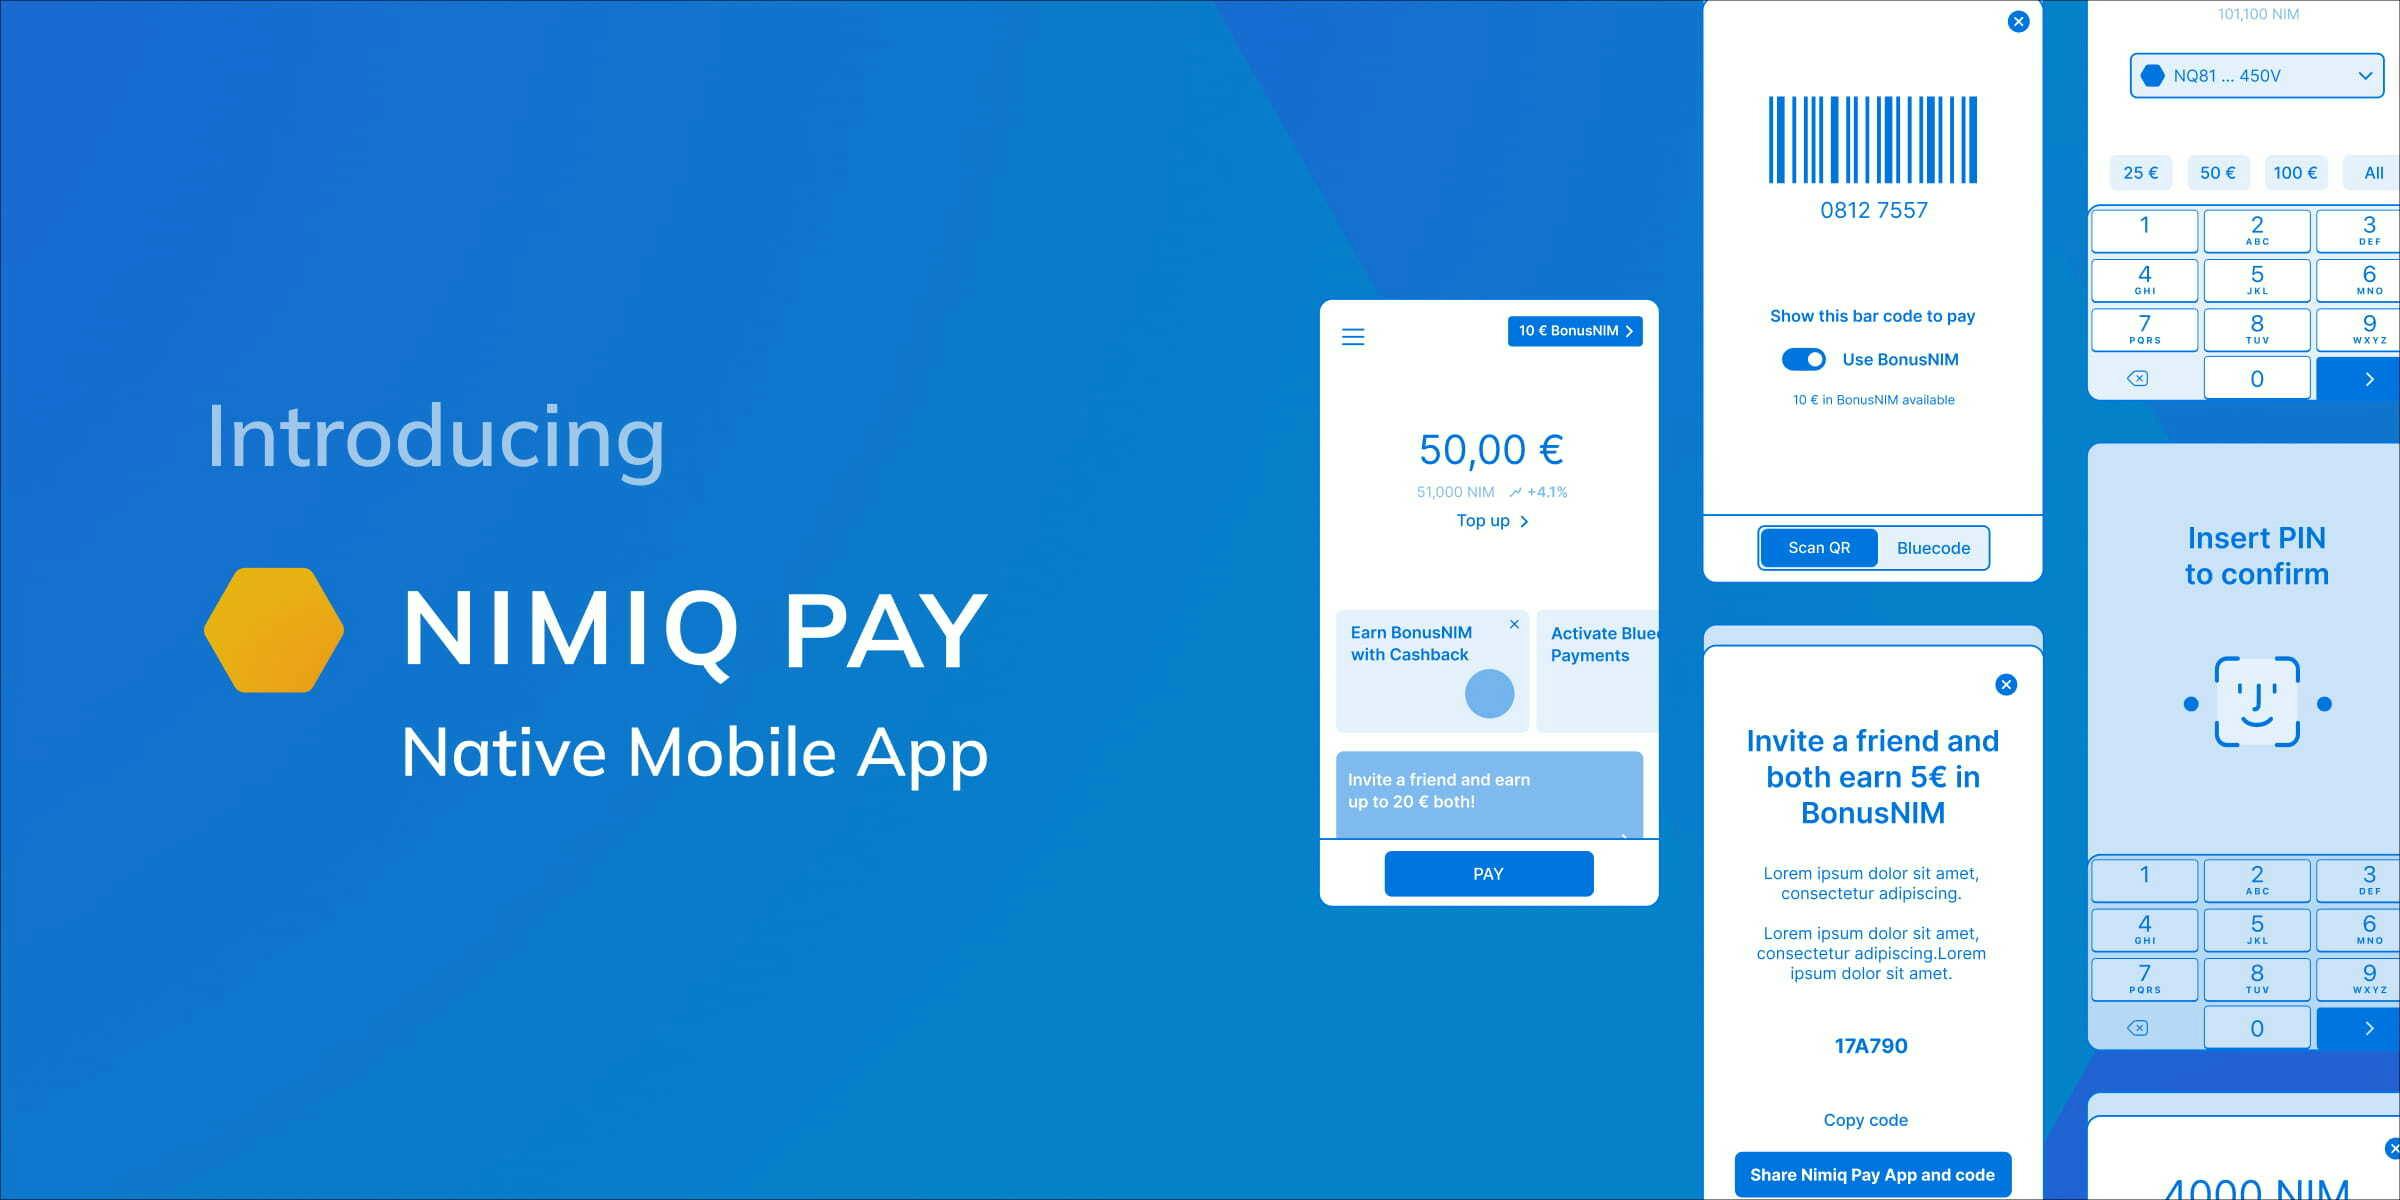 Introducing
NIMIQ PAY
Native Mobile App
10 € BonusNIM
50,00 €
51,000 NIM +4.1%
Top up
Earn BonusNIM
with Cashback
Activate Blue
Payments
Invite a friend and earn
up to 20 € both!
PAY
0812 7557
Show this bar code to pay
Use BonusNIM
10 € in BonusNIM available
Scan QR Bluecode
Invite a friend and
both earn 5€ in
BonusNIM
Lorem ipsum dolor sit amet,
consectetur adipiscing.
Lorem ipsum dolor sit amet,
consectetur adipiscing.Lorem
ipsum dolor sit amet.
17A790
Copy code
Share Nimiq Pay App and code
101,100 NIM
NQ81 ... 450V
25 € 50 € 100 € All
1 2 3
ABC DEF
4 5 6
GHI JKL MNO
7 8 9
PQRS TUV WXYZ
0
Insert PIN
to confirm
1 2 3
ABC DEF
4 5 6
GHI JKL MNO
7 8 9
PQRS TUV WXYZ
0
4000 NIM